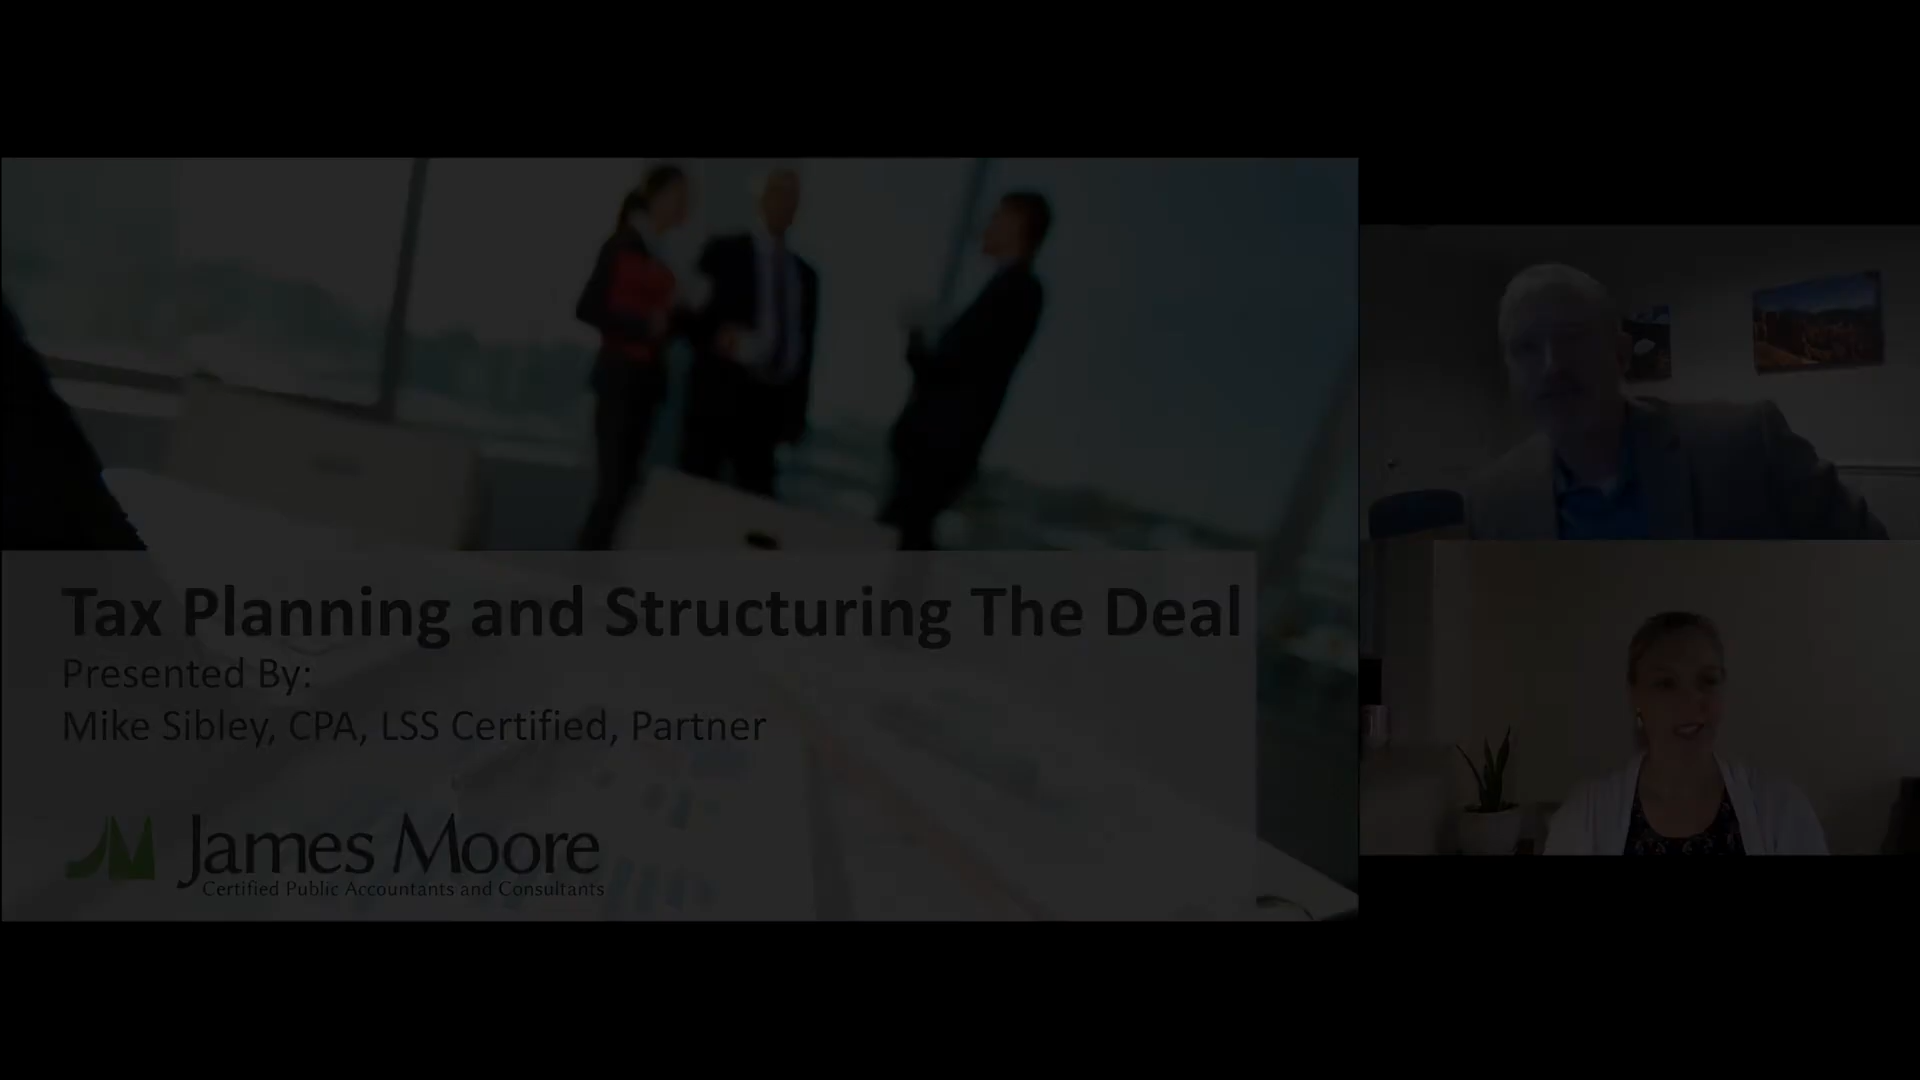 Tax Planning and Structuring The Deal
Presented By:
Mike Sibley, CPA, LSS Certified, Partner
James Moore
Certified Public Accountants and Consultants